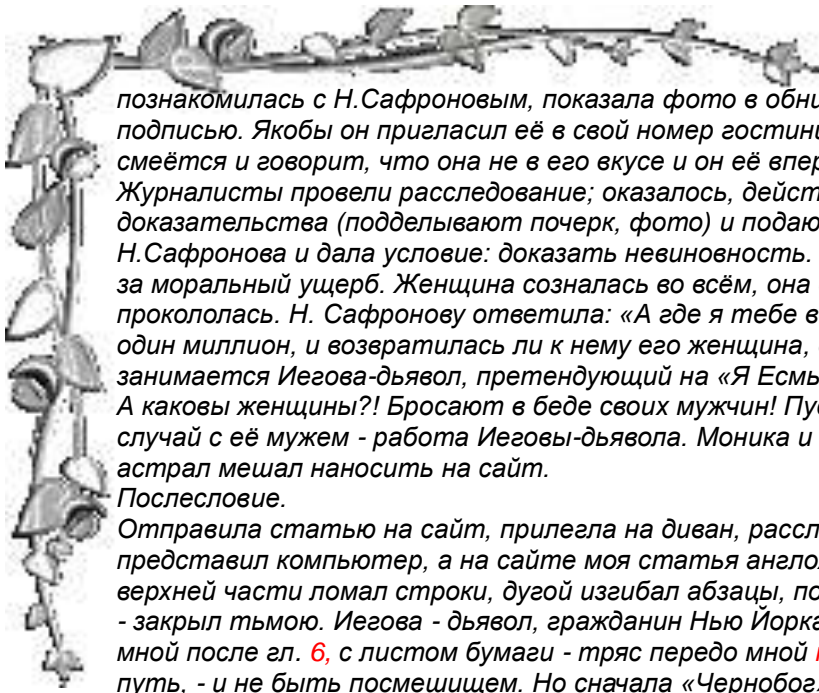 познакомилась с Н.Сафроновым, показала фото в обни
подписью. Якобы он пригласил её в свой номер гостини
смеётся и говорит, что она не в его вкусе и он её впер
Журналисты провели расследование; оказалось, дейст
доказательства (подделывают почерк, фото) и подаю
Н.Сафронова и дала условие: доказать невиновность.
за моральный ущерб. Женщина созналась во всём, она
прокололась. Н. Сафронову ответила: «А где я тебе в
один миллион, и возвратилась ли к нему его женщина,
занимается Иегова-дьявол, претендующий на «Я Есмь
А каковы женщины?! Бросают в беде своих мужчин! Пу
случай с её мужем - работа Иеговы-дьявола. Моника и
астрал мешал наносить на сайт.
Послесловие.
Отправила статью на сайт, прилегла на диван, рассл
представил компьютер, а на сайте моя статья англо
верхней части ломал строки, дугой изгибал абзацы, по
- закрыл тьмою. Иегова - дьявол, гражданин Нью Йорка
мной после гл. 6, с листом бумаги - тряс передо мной
путь, - и не быть посмешищем. Но сначала «Чернобог